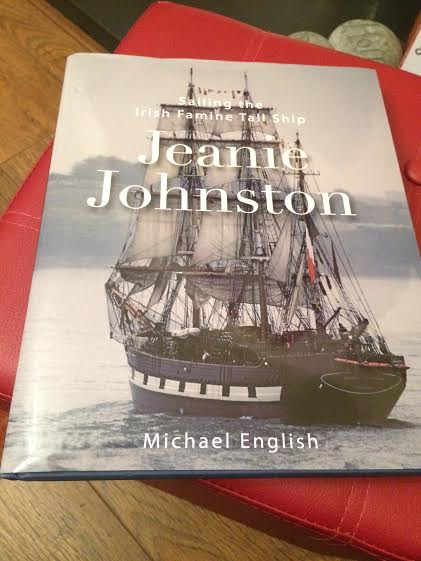 Sailing the
Irish Famine Tall Ship
Jeanie
Johnston
Michael English